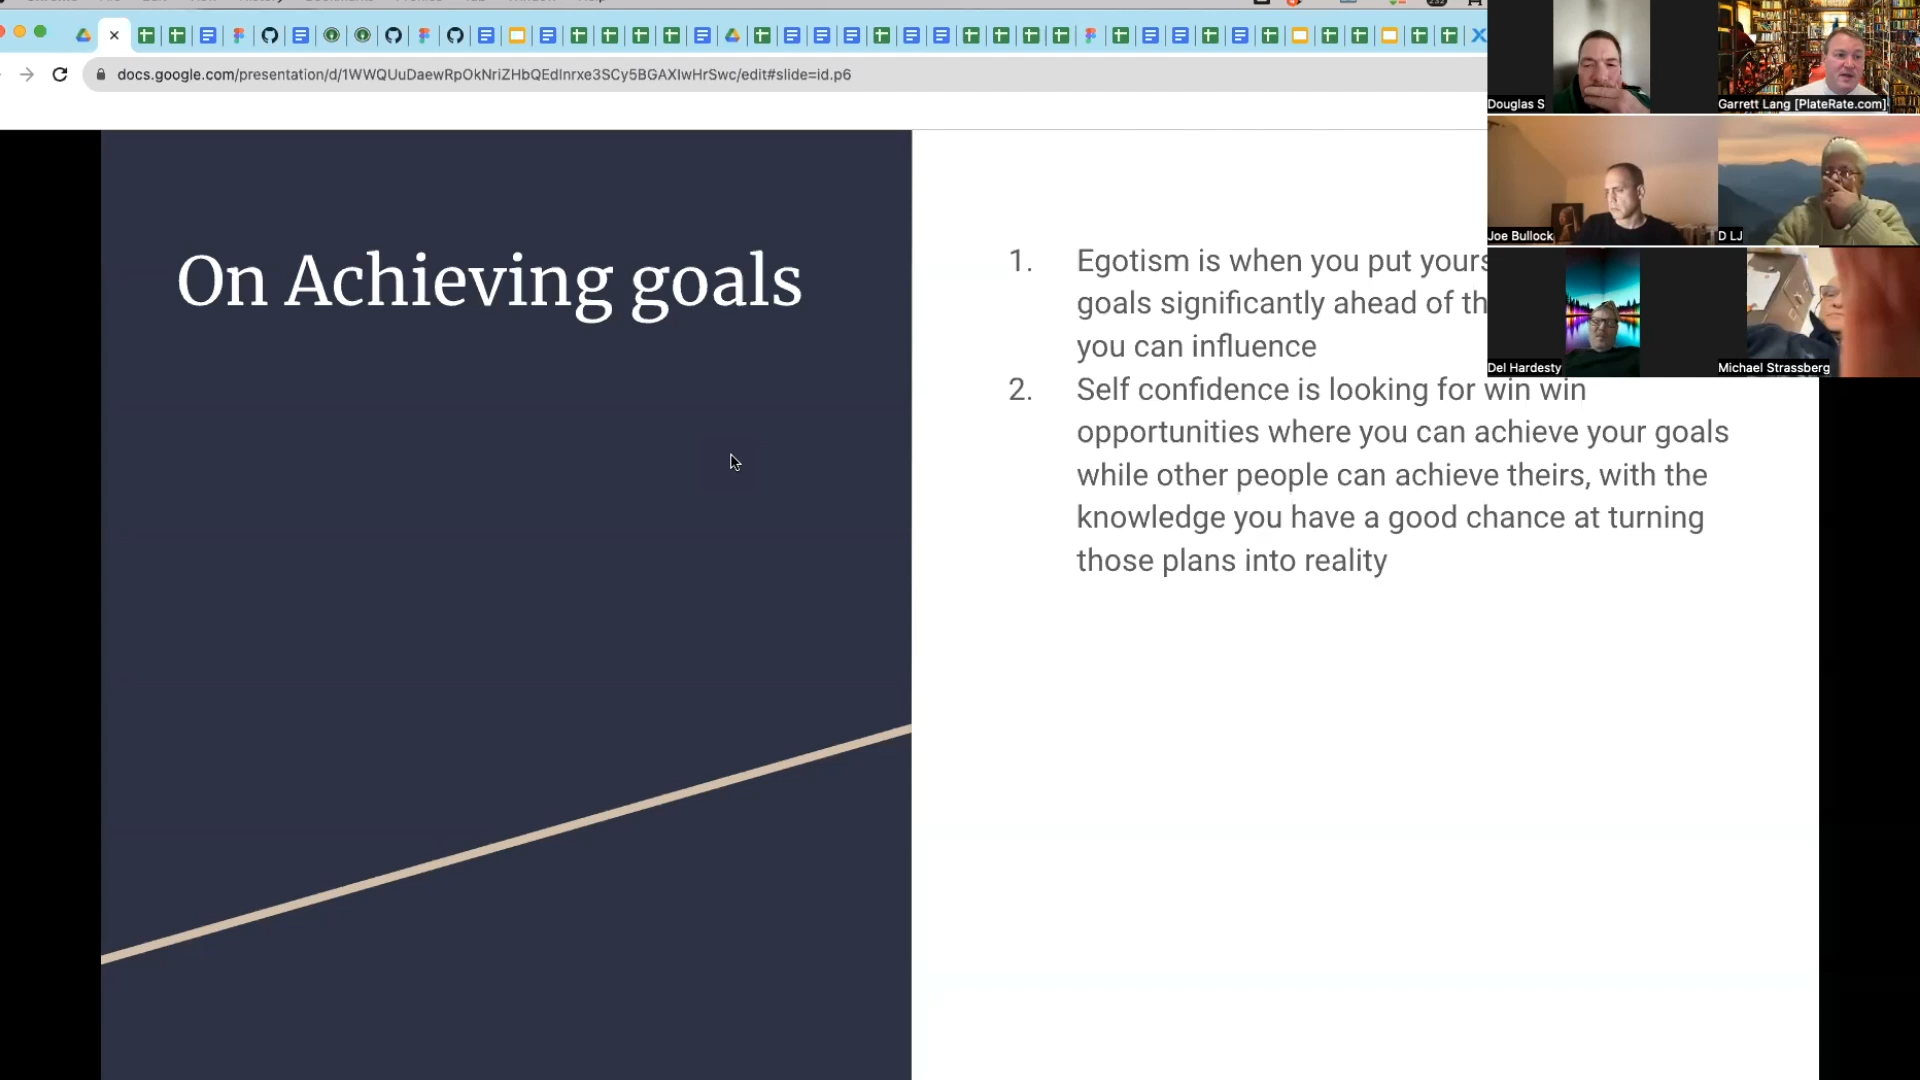 docs.google.com/presentation/d/1WWQUuDaewRpOkNriZHbQEdlnrxe3SCy5BGAXIwHrSwc/edit#slide=id.p6
Douglas S
Garrett Lang [PlateRate.com]
Joe Bullock
D LJ
Del Hardesty
Michael Strassberg
On Achieving goals
1. Egotism is when you put yours
goals significantly ahead of th
you can influence
2. Self confidence is looking for win win
opportunities where you can achieve your goals
while other people can achieve theirs, with the
knowledge you have a good chance at turning
those plans into reality